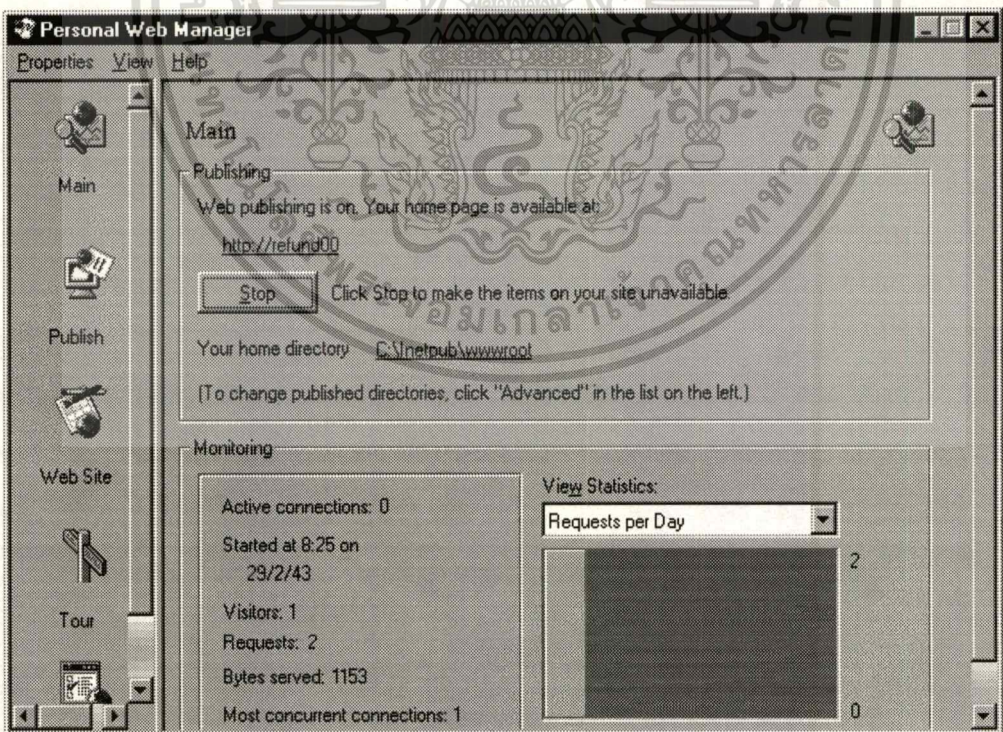 Personal Web Manager
Properties View Help
Main
Publish
Web Site
Tour
Main
Publishing
Web publishing is on. Your home page is available at:
http://refund00
Stop
Click Stop to make the items on your site unavailable.
Your home directory C:\Inetpub\wwwroot
(To change published directories, click "Advanced" in the list on the left.)
Monitoring
Active connections: 0
Started at 8:25 on
29/2/43
Visitors: 1
Requests: 2
Bytes served: 1153
Most concurrent connections: 1
View Statistics:
Requests per Day
2
0